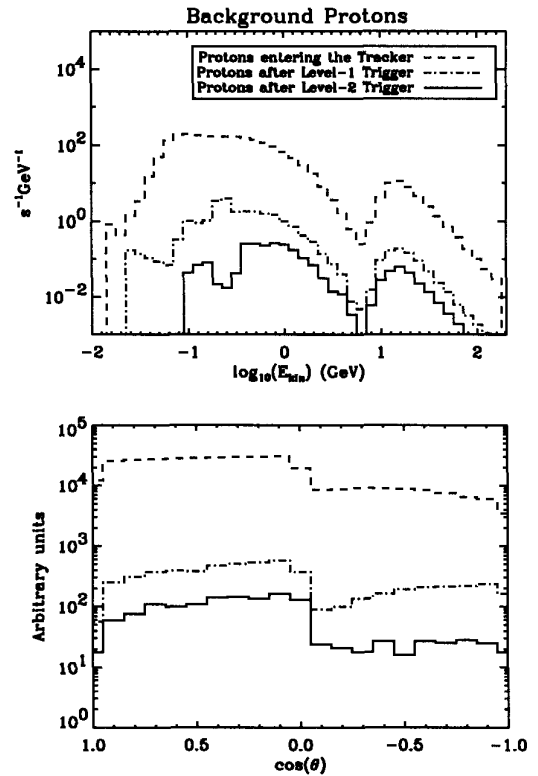 Background Protons
Protons entering the Tracker
Protons after Level-1 Trigger
Protons after Level-2 Trigger
10^4
10^2
10^0
10^-2
s^-1GeV^-1
-2 -1 0 1 2
log10(Ekin) (GeV)
10^5
10^4
10^3
10^2
10^1
10^0
Arbitrary units
1.0 0.5 0.0 -0.5 -1.0
cos(θ)